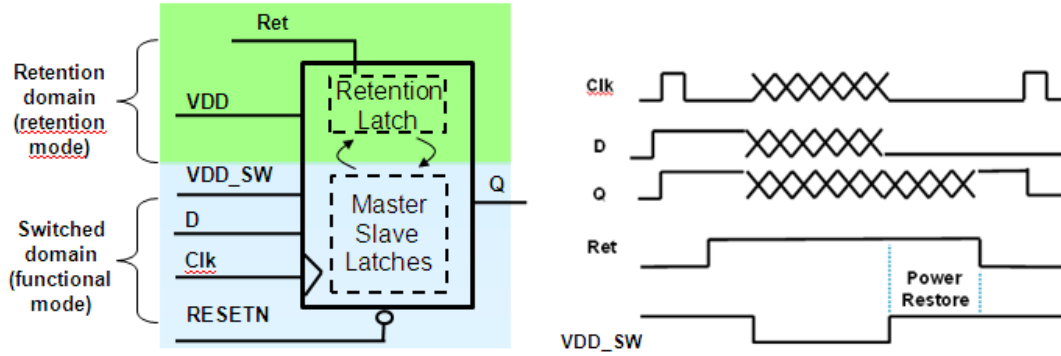 Ret
Retention
domain
(retention
mode)
VDD
Retention
Latch
VDD_SW
D
Clk
RESETN
Switched
domain
(functional
mode)
Master
Slave
Latches
Q
Clk
D
Q
Ret
Power
Restore
VDD_SW